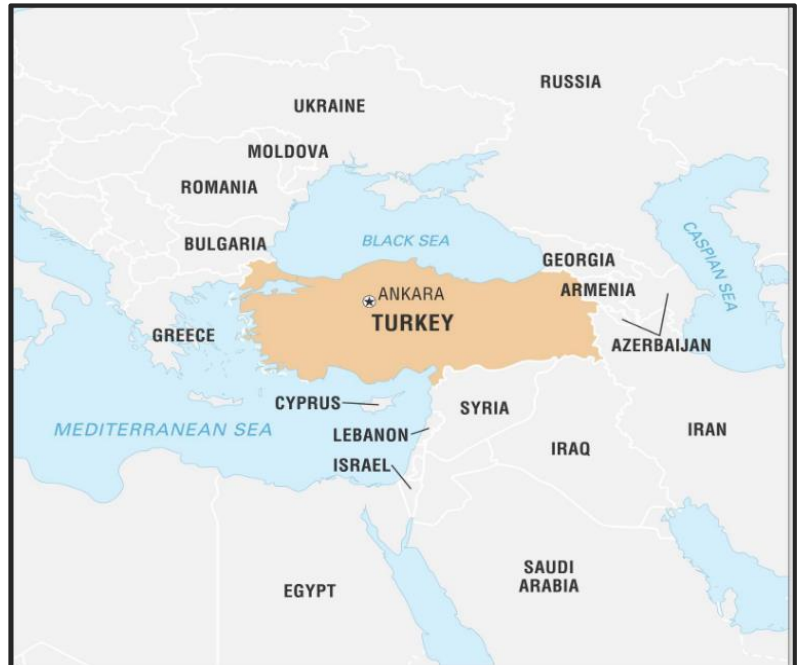 RUSSIA
UKRAINE
MOLDOVA
ROMANIA
BULGARIA
BLACK SEA
CASPIAN SEA
GEORGIA
ARMENIA
ANKARA
TURKEY
GREECE
AZERBAIJAN
CYPRUS
SYRIA
MEDITERRANEAN SEA
LEBANON
IRAN
IRAQ
ISRAEL
SAUDI
ARABIA
EGYPT